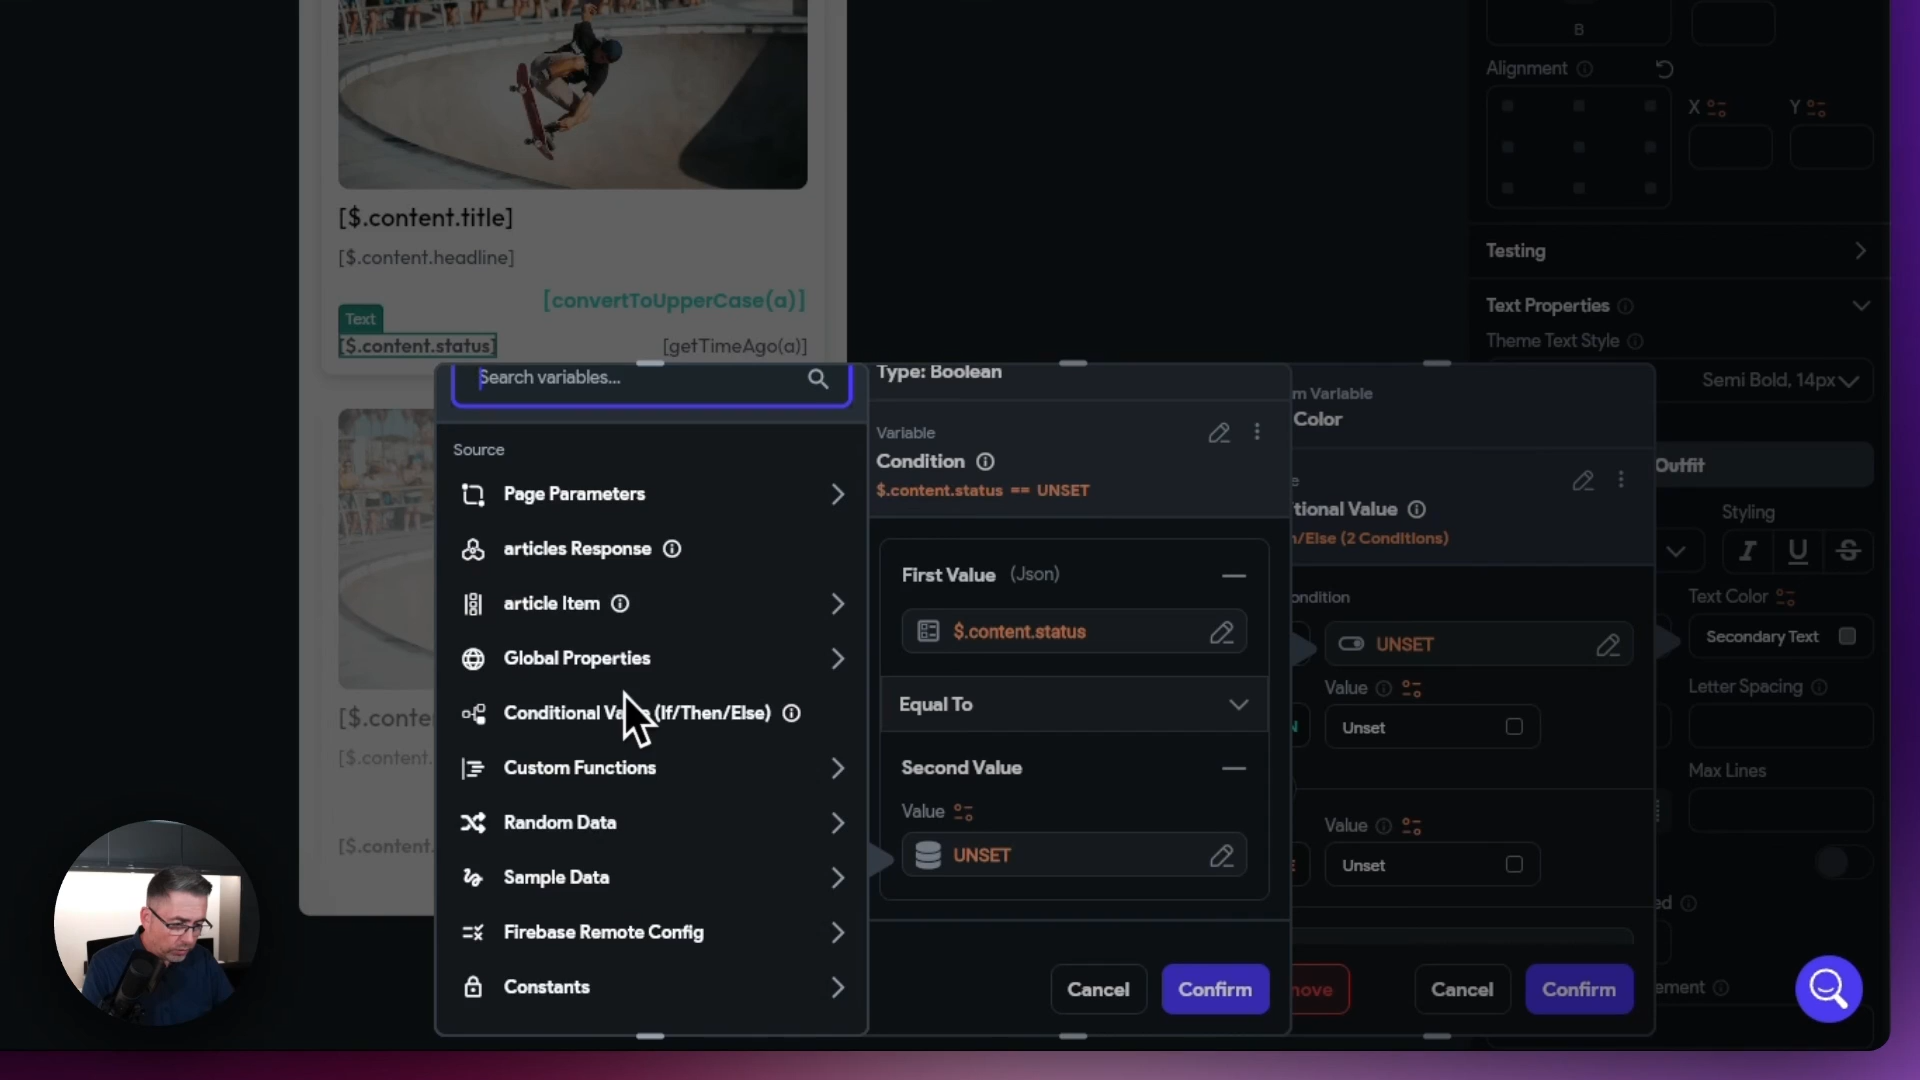 [$.content.title]
[$.content.headline]
[convertToUpperCase(a)]
Text
[$.content.status]
[getTimeAgo(a)]
[$.conte
[$.content.
[$.content.
Search variables...
Source
Page Parameters
articles Response
article Item
Global Properties
Conditional Va (If/Then/Else)
Custom Functions
Random Data
Sample Data
Firebase Remote Config
Constants
Type: Boolean
Variable
Condition
$.content.status == UNSET
First Value (Json)
$.content.status
Equal To
Second Value
Value
UNSET
Cancel
Confirm
m Variable
Color
e
tional Value
n/Else (2 Conditions)
ondition
UNSET
Value
N
Unset
Value
E
Unset
nove
Cancel
Confirm
B
Alignment
X
Y
Testing
Text Properties
Theme Text Style
Semi Bold, 14px
Outfit
Styling
I U S
Text Color
Secondary Text
Letter Spacing
Max Lines
ed
ement